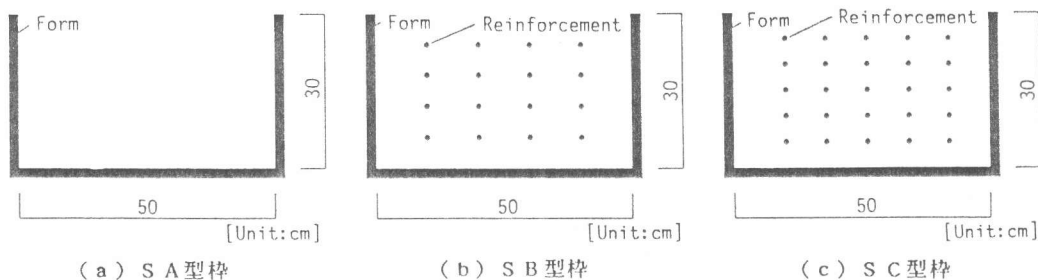 Form
30
50
[Unit:cm]
(a) SA型枠
Form
Reinforcement
30
50
[Unit:cm]
(b) SB型枠
Form
Reinforcement
30
50
[Unit:cm]
(c) SC型枠